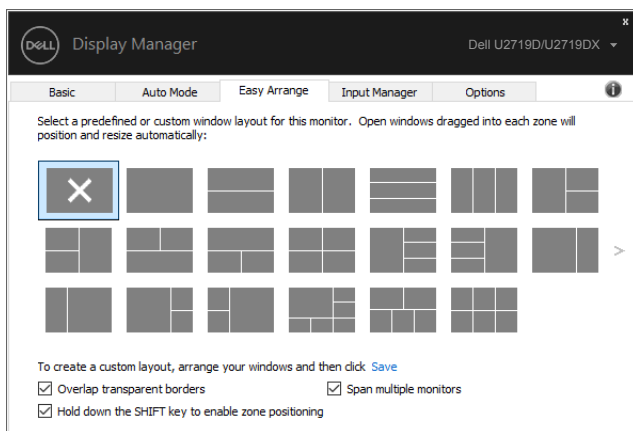 x
DELL Display Manager Dell U2719D/U2719DX
Basic Auto Mode Easy Arrange Input Manager Options
Select a predefined or custom window layout for this monitor. Open windows dragged into each zone will
position and resize automatically:
>
To create a custom layout, arrange your windows and then click Save
Overlap transparent borders Span multiple monitors
Hold down the SHIFT key to enable zone positioning